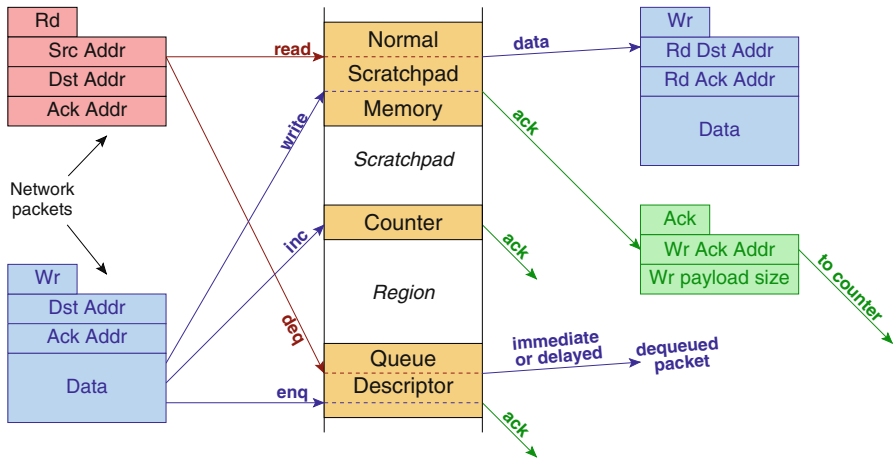 Rd
Src Addr
Dst Addr
Ack Addr
Network
packets
Wr
Dst Addr
Ack Addr
Data
read
write
inc
deq
enq
Normal
Scratchpad
Memory
Scratchpad
Counter
Region
Queue
Descriptor
data
ack
ack
immediate
or delayed
dequeued
packet
ack
Wr
Rd Dst Addr
Rd Ack Addr
Data
Ack
Wr Ack Addr
Wr payload size
to counter